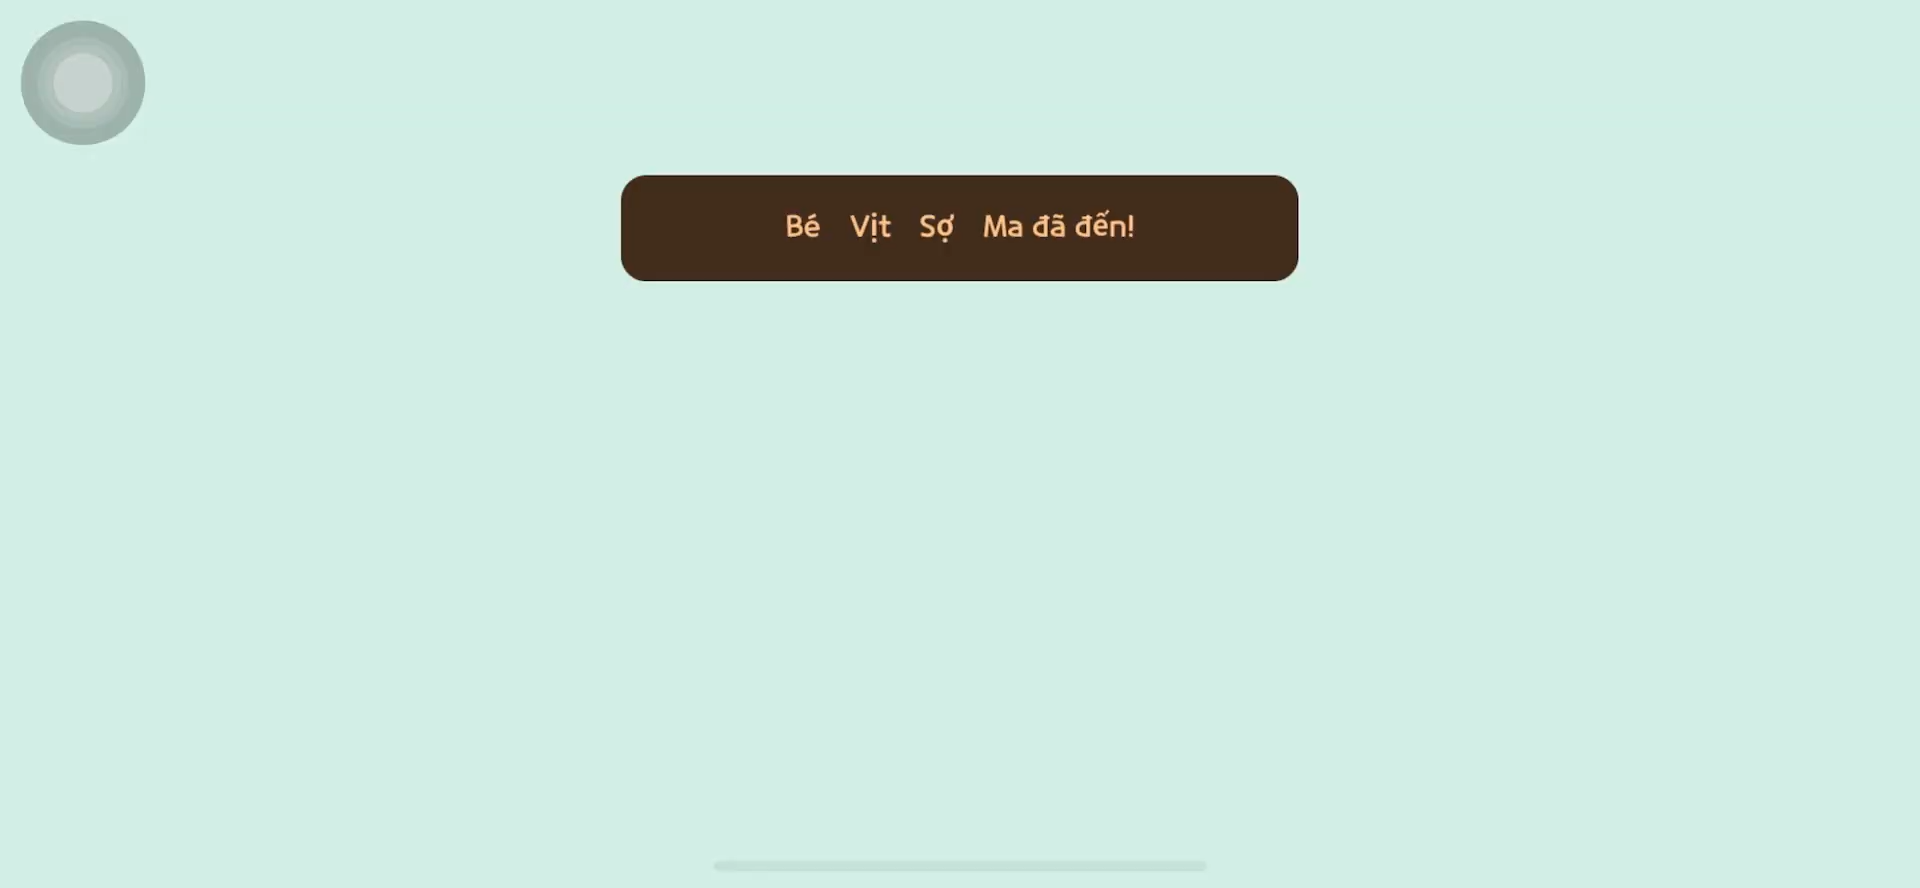 Bé Vịt Sợ Ma đã đến!